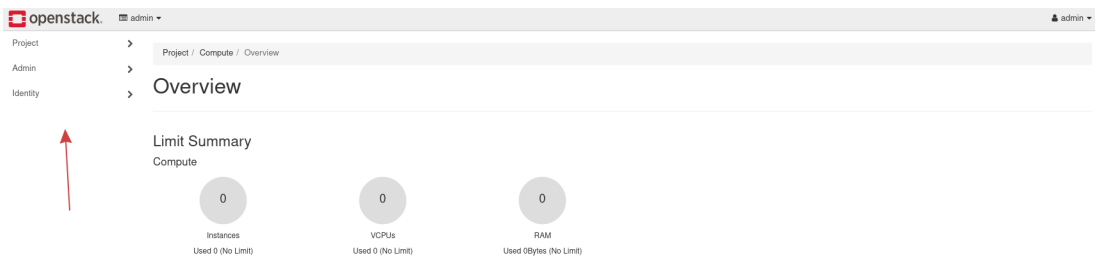 openstack. admin admin
Project
Admin
Identity
Project / Compute / Overview
Overview
Limit Summary
Compute
0 0 0
Instances VCPUs RAM
Used 0 (No Limit) Used 0 (No Limit) Used 0Bytes (No Limit)